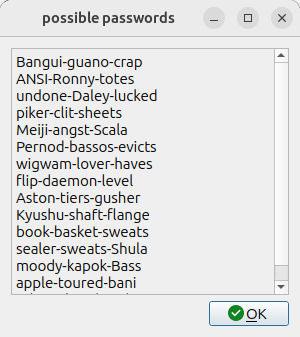 possible passwords
Bangui-guano-crap
ANSI-Ronny-totes
undone-Daley-lucked
piker-clit-sheets
Meiji-angst-Scala
Pernod-bassos-evicts
wigwam-lover-haves
flip-daemon-level
Aston-tiers-gusher
Kyushu-shaft-flange
book-basket-sweats
sealer-sweats-Shula
moody-kapok-Bass
apple-toured-bani
OK